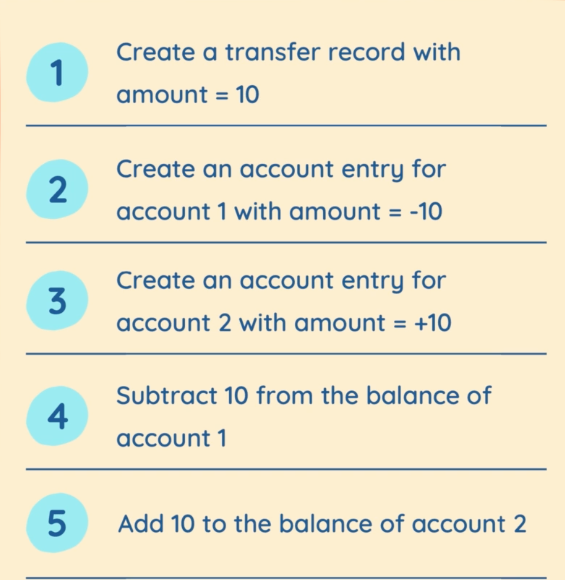 1
Create a transfer record with
amount = 10
2
Create an account entry for
account 1 with amount = -10
3
Create an account entry for
account 2 with amount = +10
4
Subtract 10 from the balance of
account 1
5
Add 10 to the balance of account 2